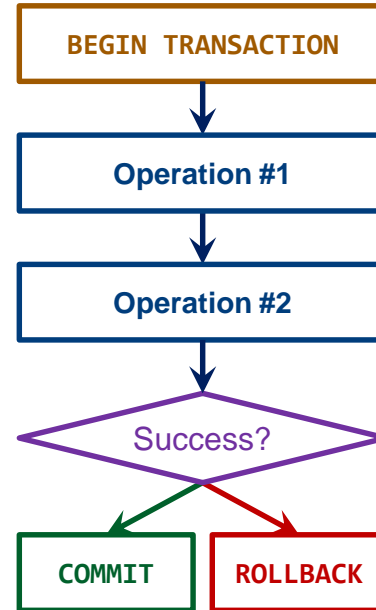 BEGIN TRANSACTION
Operation #1
Operation #2
Success?
COMMIT
ROLLBACK